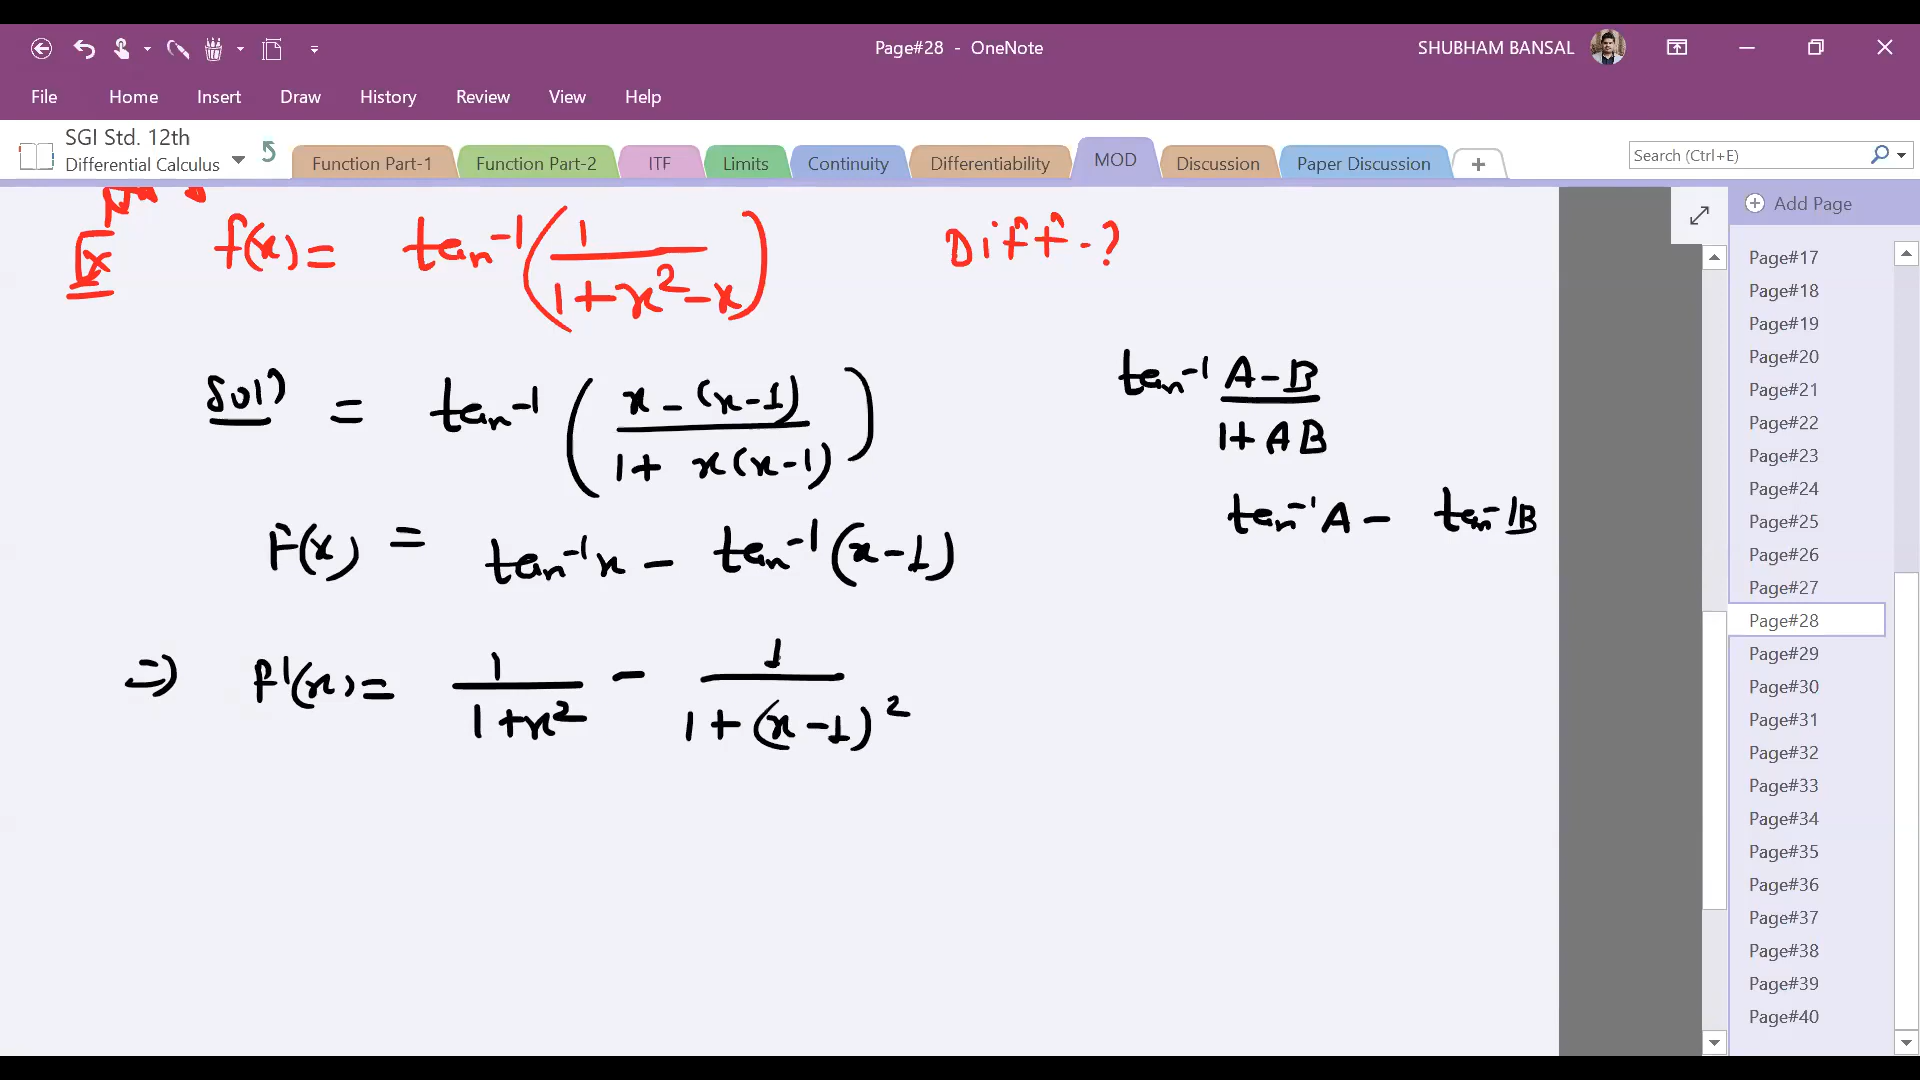 Page#28 - OneNote
SHUBHAM BANSAL
File Home Insert Draw History Review View Help
SGI Std. 12th
Differential Calculus
Function Part-1 Function Part-2 ITF Limits Continuity Differentiability MOD Discussion Paper Discussion +
Search (Ctrl+E)
Add Page
Ex f(x) = tan⁻¹(1/(1+x²-x)) Diff-?
Sol) = tan⁻¹((x-(x-1))/(1+x(x-1)))
tan⁻¹ (A-B)/(1+AB)
tan⁻¹A - tan⁻¹B
F(x) = tan⁻¹x - tan⁻¹(x-1)
=> F'(x) = 1/(1+x²) - 1/(1+(x-1)²)
Page#17
Page#18
Page#19
Page#20
Page#21
Page#22
Page#23
Page#24
Page#25
Page#26
Page#27
Page#28
Page#29
Page#30
Page#31
Page#32
Page#33
Page#34
Page#35
Page#36
Page#37
Page#38
Page#39
Page#40